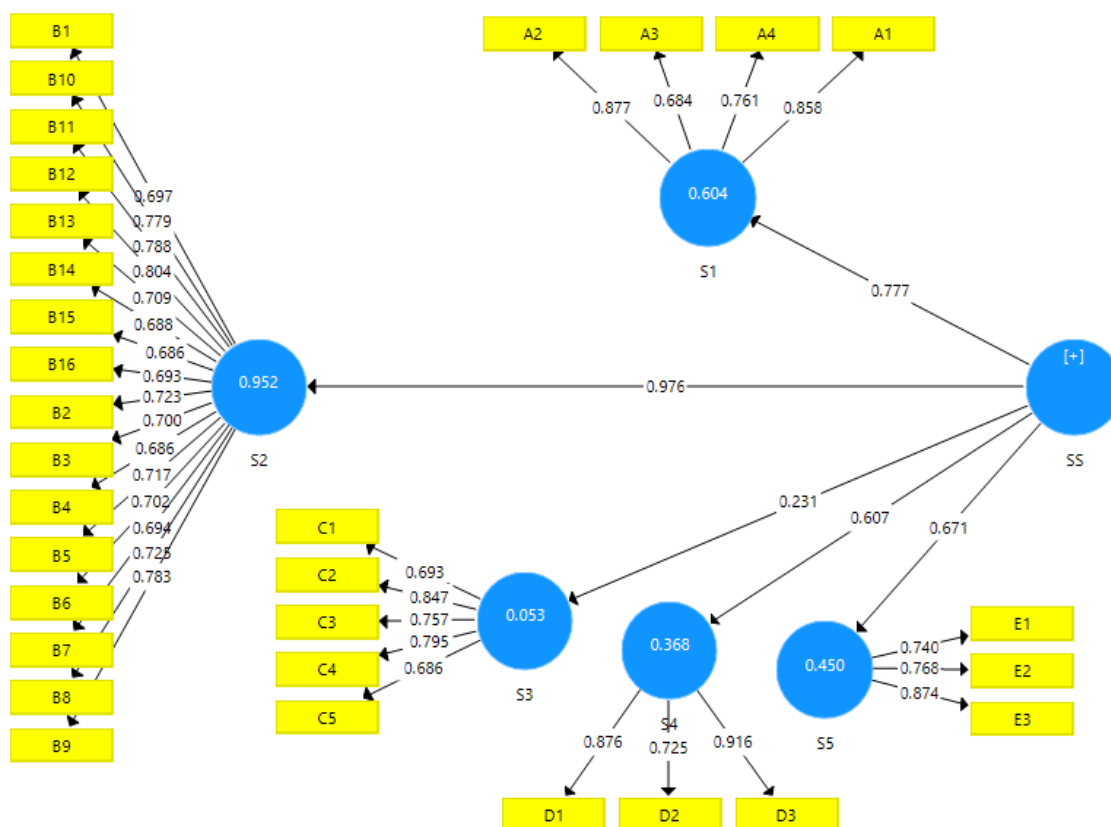 B1
B10
B11
B12
B13
B14
B15
B16
B2
B3
B4
B5
B6
B7
B8
B9
0.697
0.779
0.788
0.804
0.709
0.688
0.686
0.693
0.723
0.700
0.686
0.717
0.702
0.694
0.725
0.783
0.952
S2
A2
A3
A4
A1
0.877
0.684
0.761
0.858
0.604
S1
0.777
0.976
[+]
SS
0.231
0.607
0.671
C1
C2
C3
C4
C5
0.693
0.847
0.757
0.795
0.686
0.053
S3
0.368
S4
0.876
0.725
0.916
D1
D2
D3
0.450
S5
0.740
0.768
0.874
E1
E2
E3